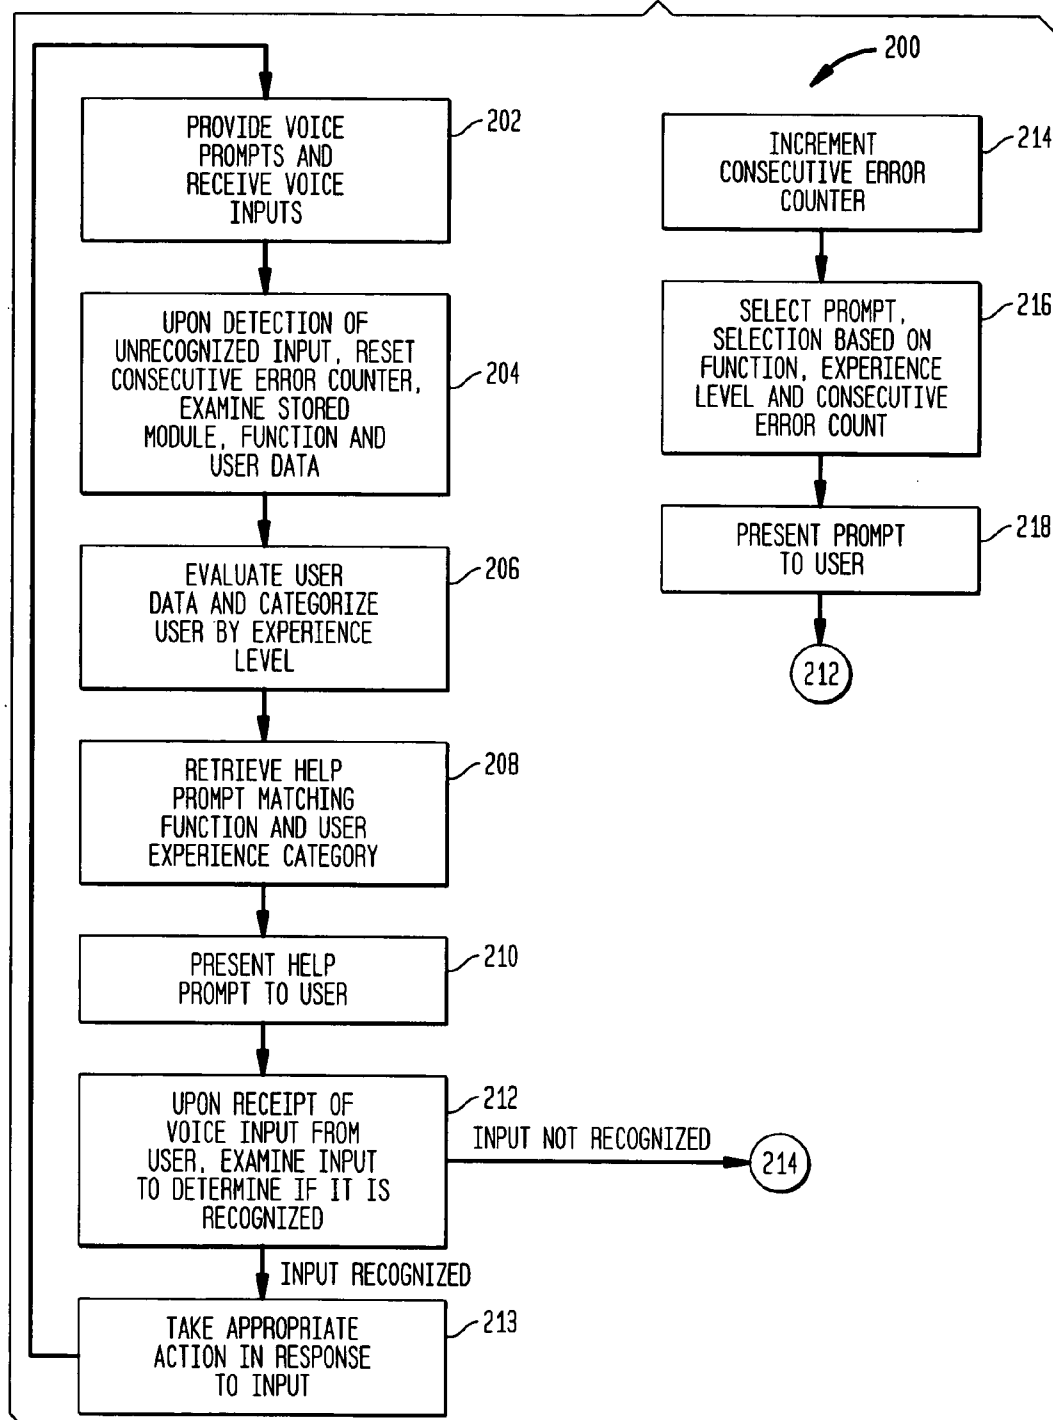 200
PROVIDE VOICE
PROMPTS AND
RECEIVE VOICE
INPUTS
202
UPON DETECTION OF
UNRECOGNIZED INPUT, RESET
CONSECUTIVE ERROR COUNTER,
EXAMINE STORED
MODULE, FUNCTION AND
USER DATA
204
EVALUATE USER
DATA AND CATEGORIZE
USER BY EXPERIENCE
LEVEL
206
RETRIEVE HELP
PROMPT MATCHING
FUNCTION AND USER
EXPERIENCE CATEGORY
208
PRESENT HELP
PROMPT TO USER
210
UPON RECEIPT OF
VOICE INPUT FROM
USER, EXAMINE INPUT
TO DETERMINE IF IT IS
RECOGNIZED
212
INPUT NOT RECOGNIZED
214
INPUT RECOGNIZED
TAKE APPROPRIATE
ACTION IN RESPONSE
TO INPUT
213
INCREMENT
CONSECUTIVE ERROR
COUNTER
214
SELECT PROMPT,
SELECTION BASED ON
FUNCTION, EXPERIENCE
LEVEL AND CONSECUTIVE
ERROR COUNT
216
PRESENT PROMPT
TO USER
218
212